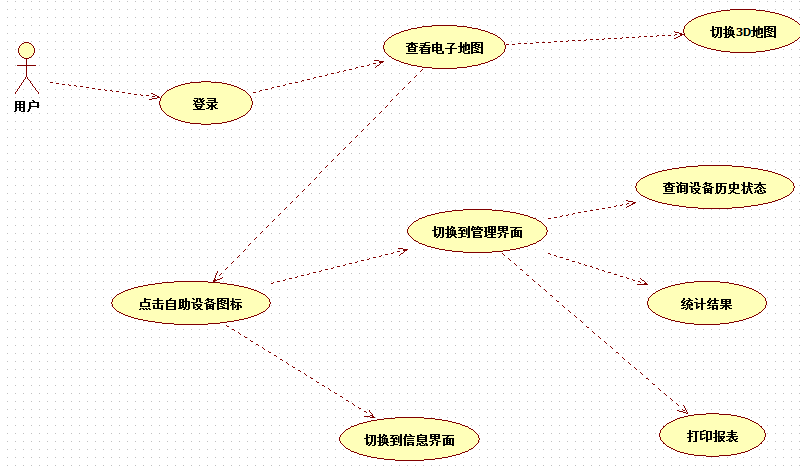 切换3D地图
查看电子地图
用户
登录
查询设备历史状态
切换到管理界面
点击自助设备图标
统计结果
切换到信息界面
打印报表